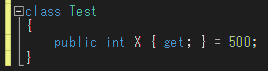 class Test
{
    public int X { get; } = 500;
}